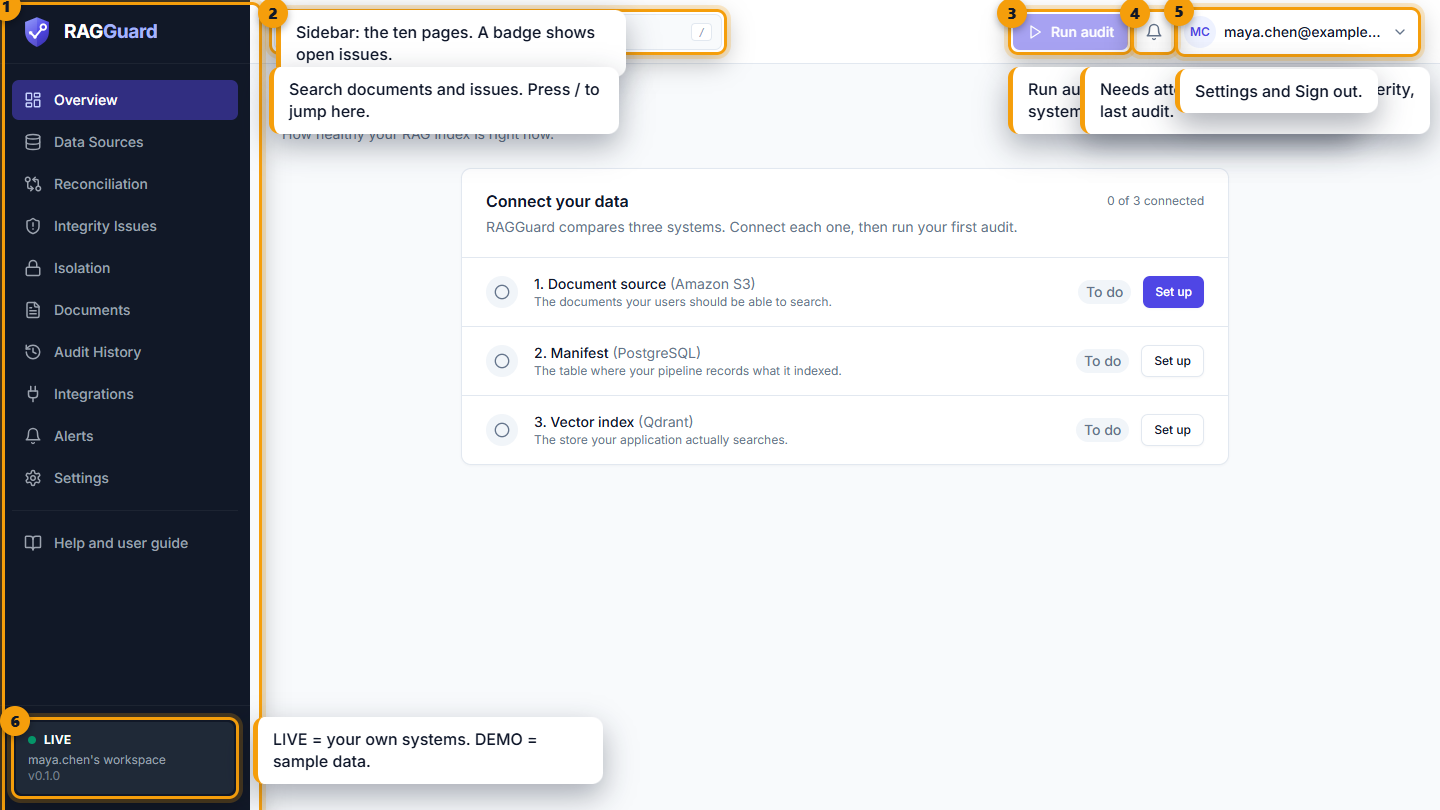 1
RAGGuard
Overview
Data Sources
Reconciliation
Integrity Issues
Isolation
Documents
Audit History
Integrations
Alerts
Settings
Help and user guide
6
LIVE
maya.chen's workspace
v0.1.0
2
Sidebar: the ten pages. A badge shows
open issues.
/
Search documents and issues. Press / to
jump here.
How healthy your RAG index is right now.
3
Run audit
4
5
MC
maya.chen@example...
Run au
system
Needs att
last audit.
Settings and Sign out.
erity,
Connect your data
0 of 3 connected
RAGGuard compares three systems. Connect each one, then run your first audit.
1. Document source (Amazon S3)
The documents your users should be able to search.
To do
Set up
2. Manifest (PostgreSQL)
The table where your pipeline records what it indexed.
To do
Set up
3. Vector index (Qdrant)
The store your application actually searches.
To do
Set up
LIVE = your own systems. DEMO =
sample data.